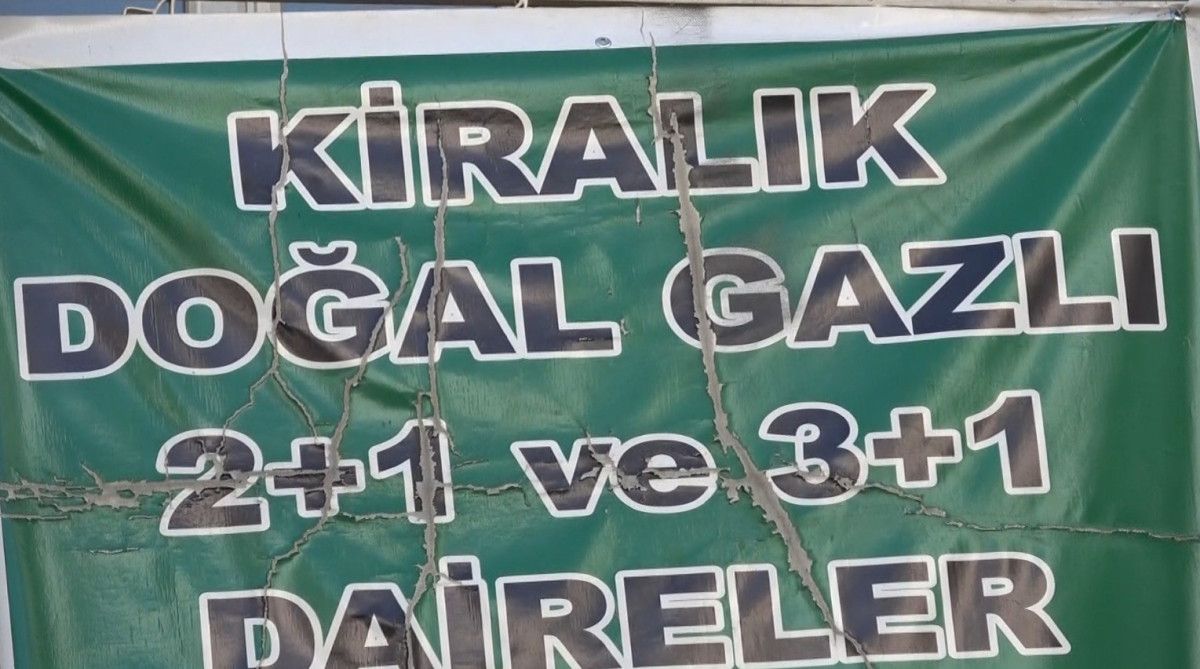 KİRALIK
DOĞAL GAZLI
2+1 ve 3+1
DAİRELER